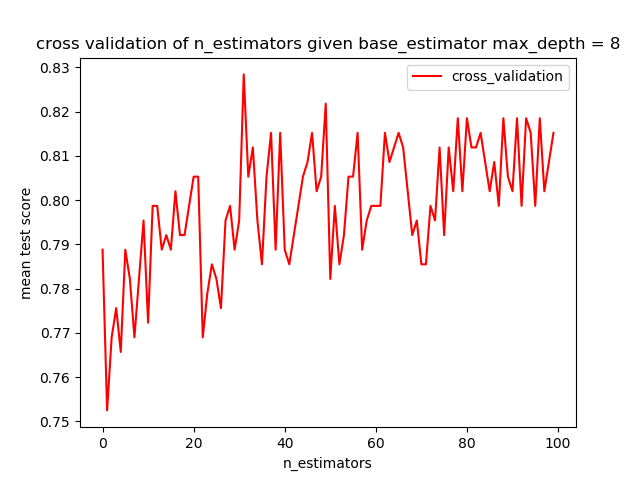 cross validation of n_estimators given base_estimator max_depth = 8
cross_validation
mean test score
0.83
0.82
0.81
0.80
0.79
0.78
0.77
0.76
0.75
0 20 40 60 80 100
n_estimators